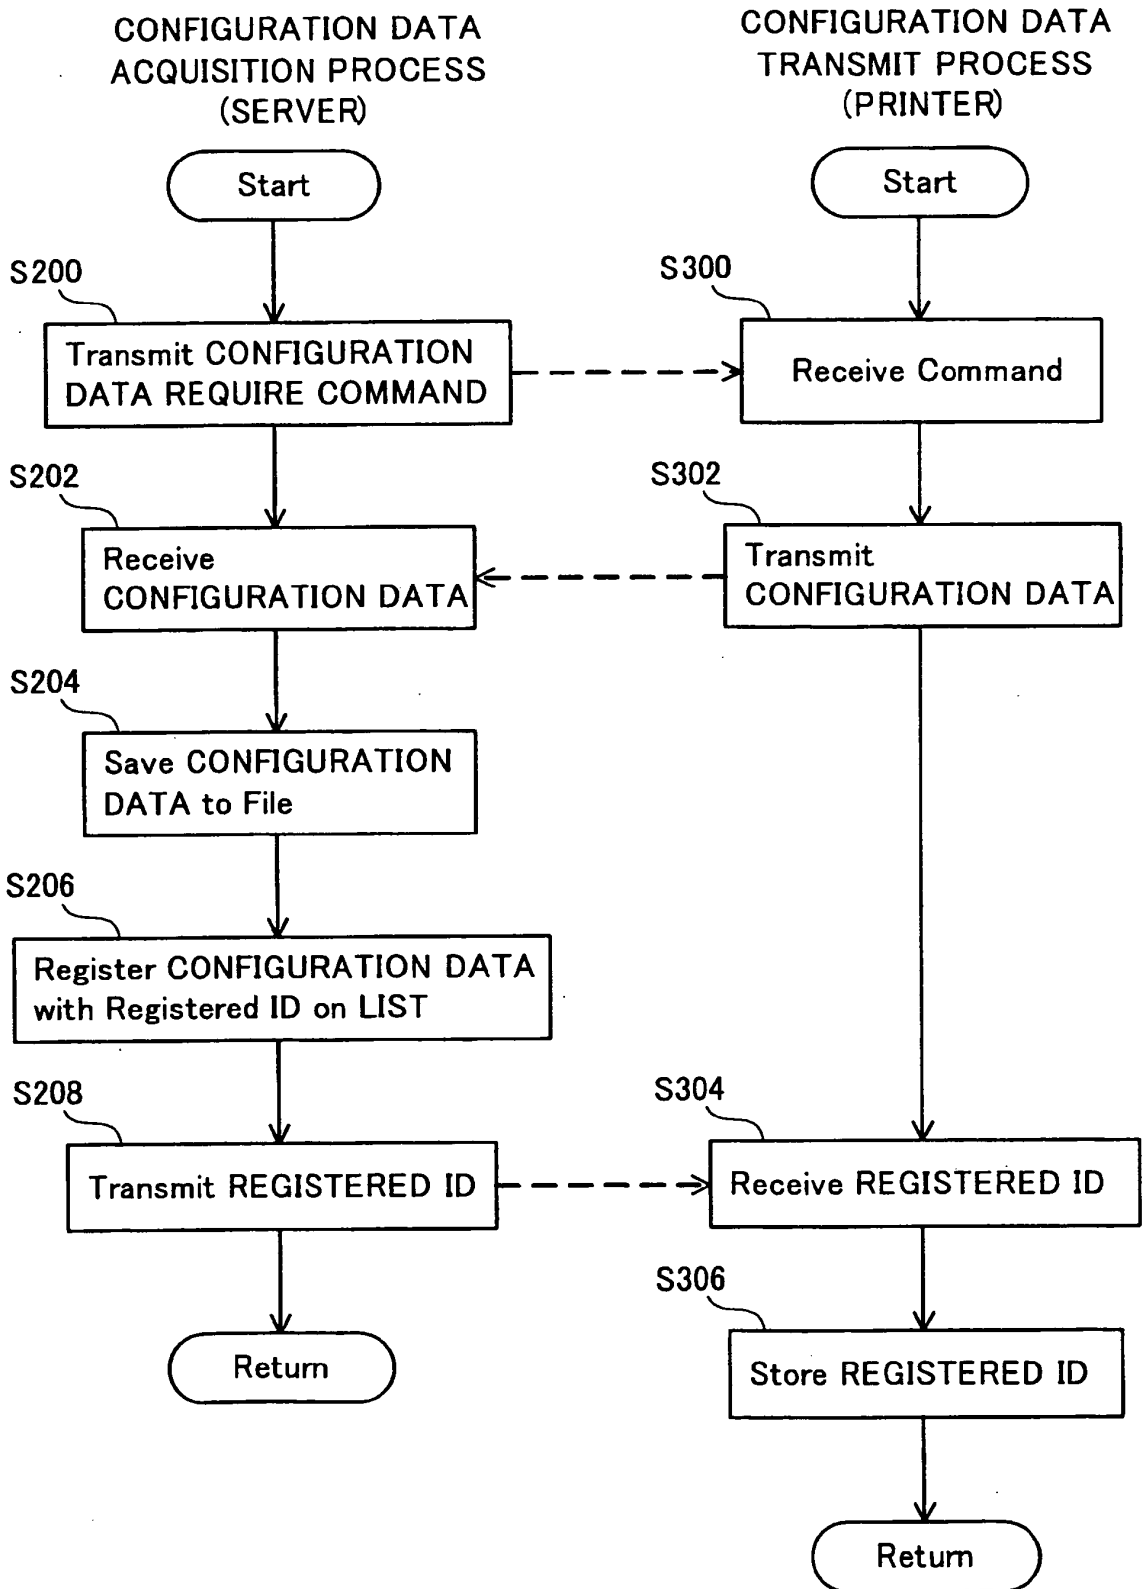 CONFIGURATION DATA
ACQUISITION PROCESS
(SERVER)
Start
S200
Transmit CONFIGURATION
DATA REQUIRE COMMAND
S202
Receive
CONFIGURATION DATA
S204
Save CONFIGURATION
DATA to File
S206
Register CONFIGURATION DATA
with Registered ID on LIST
S208
Transmit REGISTERED ID
Return
CONFIGURATION DATA
TRANSMIT PROCESS
(PRINTER)
Start
S300
Receive Command
S302
Transmit
CONFIGURATION DATA
S304
Receive REGISTERED ID
S306
Store REGISTERED ID
Return